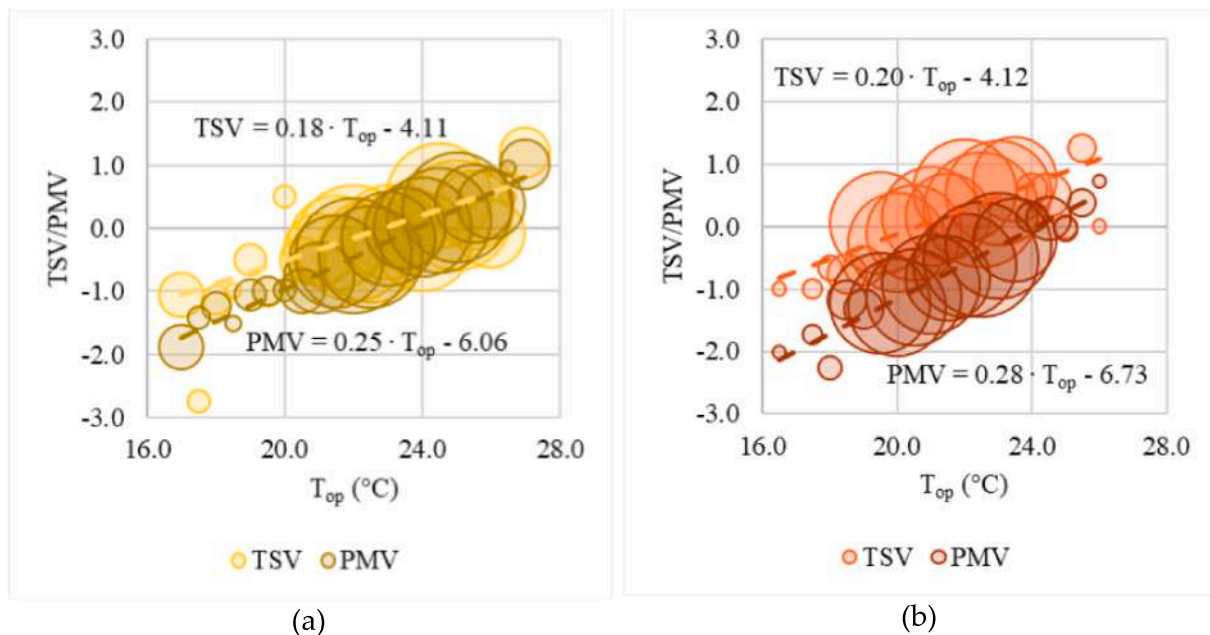 3.0
2.0
TSV = 0.18 · Top - 4.11
1.0
0.0
-1.0
PMV = 0.25 · Top - 6.06
-2.0
-3.0
TSV/PMV
16.0 20.0 24.0 28.0
Top (°C)
TSV PMV
(a)
3.0
TSV = 0.20 · Top - 4.12
2.0
1.0
0.0
-1.0
-2.0
PMV = 0.28 · Top - 6.73
-3.0
TSV/PMV
16.0 20.0 24.0 28.0
Top (°C)
TSV PMV
(b)